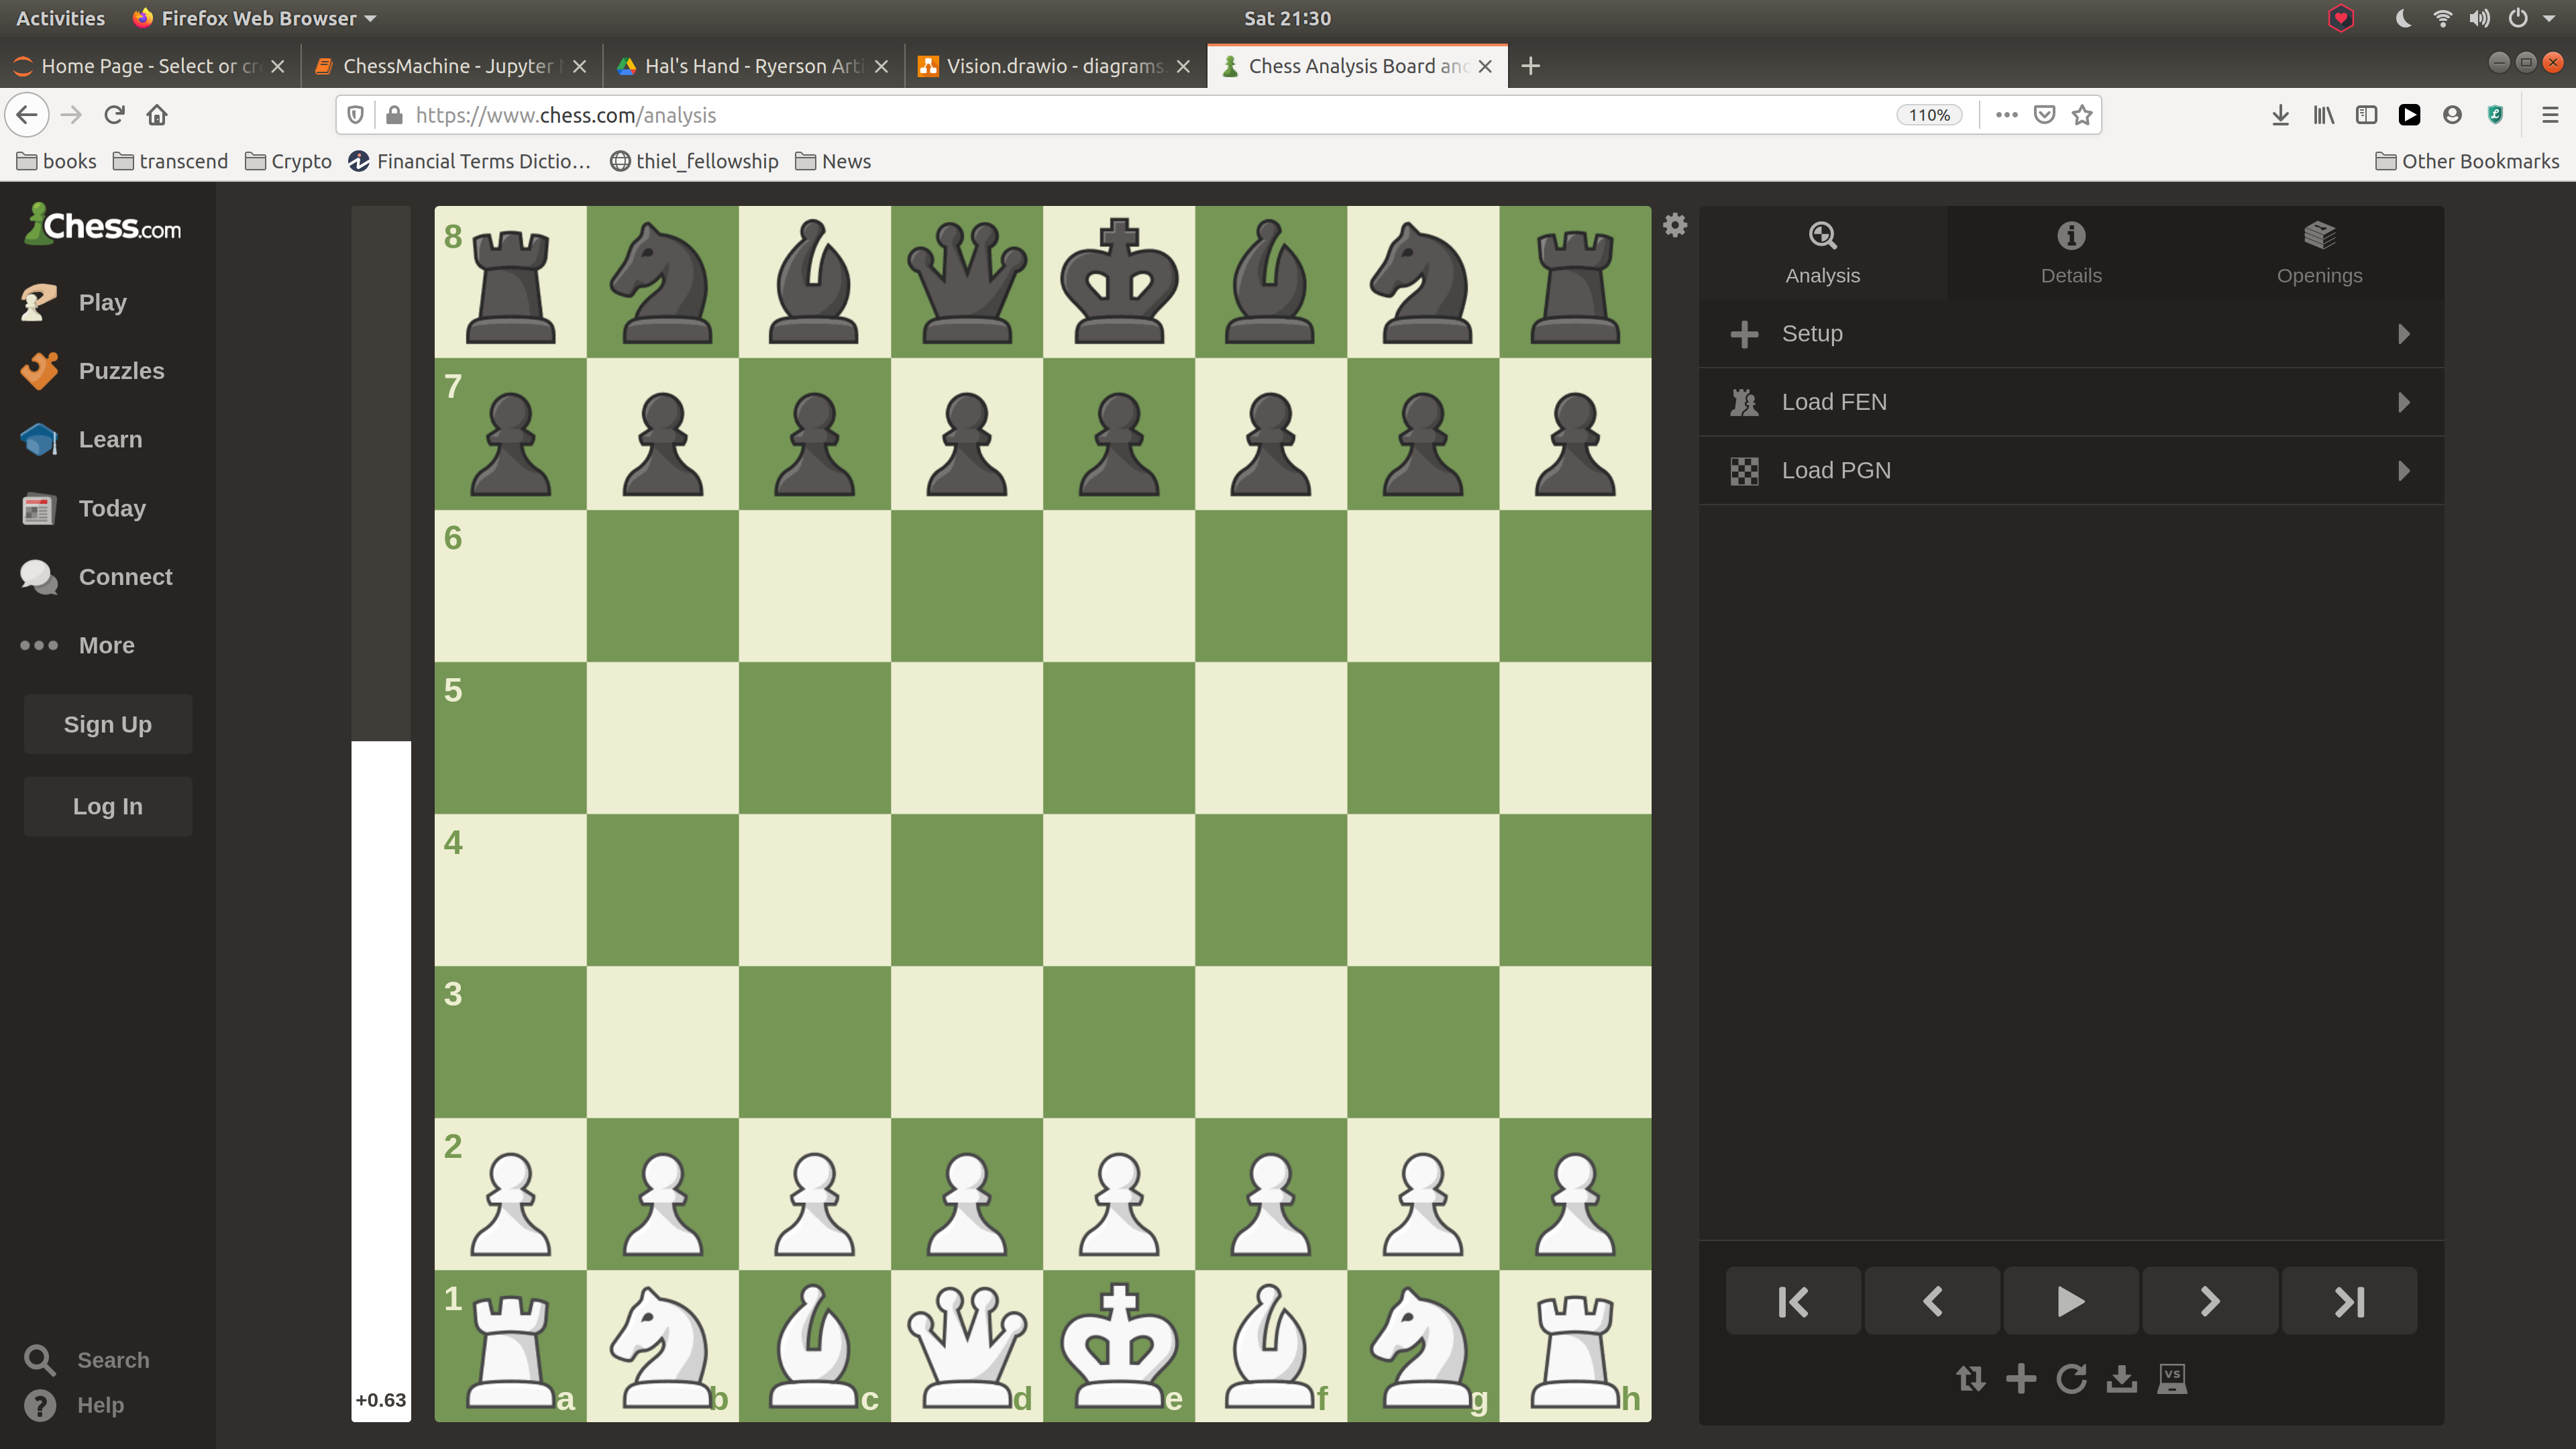 Activities Firefox Web Browser Sat 21:30
Home Page - Select or cr ChessMachine - Jupyter Hal's Hand - Ryerson Arti Vision.drawio - diagrams. Chess Analysis Board and
https://www.chess.com/analysis 110%
books transcend Crypto Financial Terms Dictio… thiel_fellowship News Other Bookmarks
Chess.com
Play
Puzzles
Learn
Today
Connect
More
Sign Up
Log In
Search
Help
+0.63
8
7
6
5
4
3
2
1
a b c d e f g h
Analysis Details Openings
Setup
Load FEN
Load PGN
VS